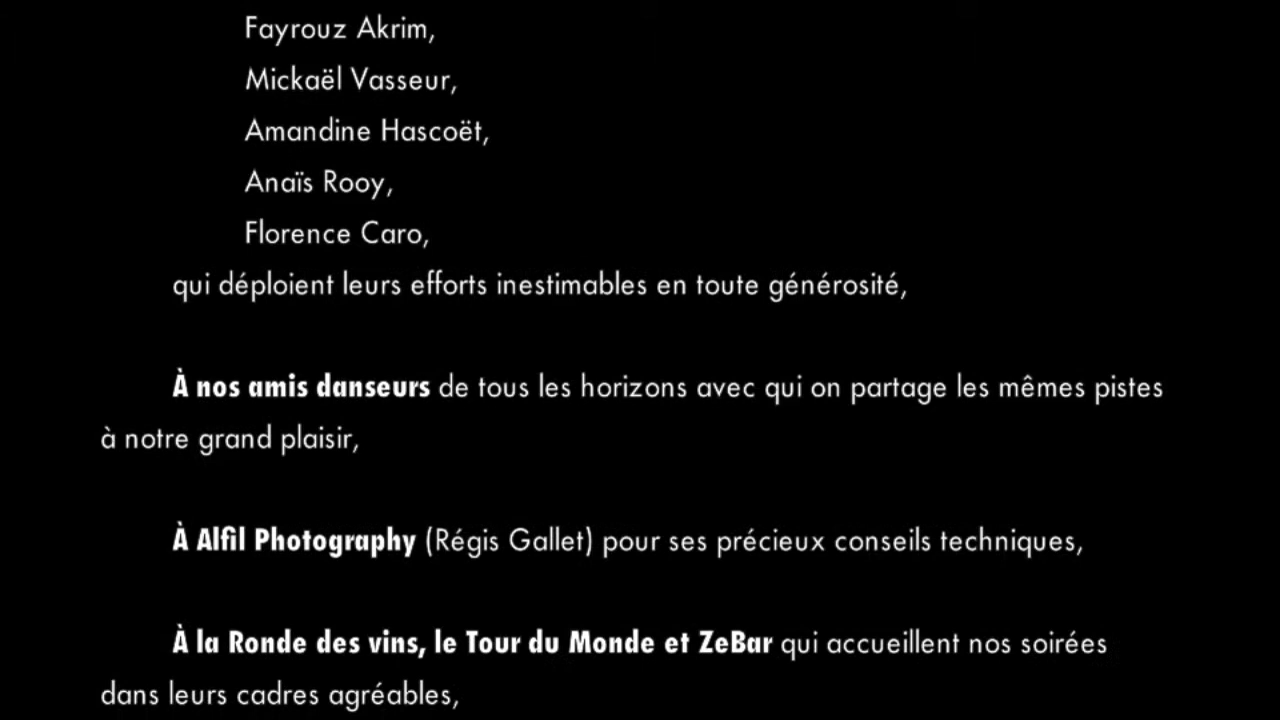 Fayrouz Akrim,
Mickaël Vasseur,
Amandine Hascoët,
Anaïs Rooy,
Florence Caro,
qui déploient leurs efforts inestimables en toute générosité,
À nos amis danseurs de tous les horizons avec qui on partage les mêmes pistes
à notre grand plaisir,
À Alfil Photography (Régis Gallet) pour ses précieux conseils techniques,
À la Ronde des vins, le Tour du Monde et ZeBar qui accueillent nos soirées
dans leurs cadres agréables,